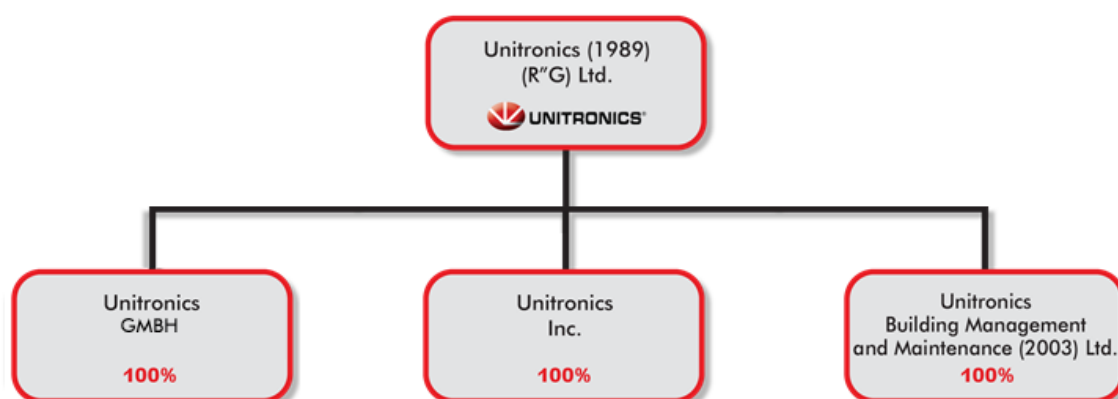 Unitronics (1989)
(R"G) Ltd.
UNITRONICS®
Unitronics
GMBH
100%
Unitronics
Inc.
100%
Unitronics
Building Management
and Maintenance (2003) Ltd.
100%